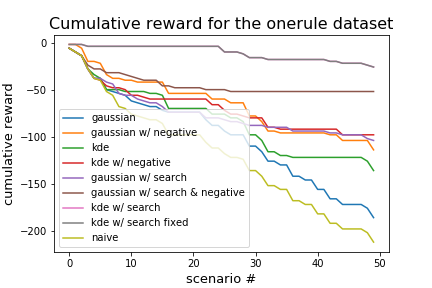 Cumulative reward for the onerule dataset
cumulative reward
0
−50
−100
−150
−200
gaussian
gaussian w/ negative
kde
kde w/ negative
gaussian w/ search
gaussian w/ search & negative
kde w/ search
kde w/ search fixed
naive
0 10 20 30 40 50
scenario #